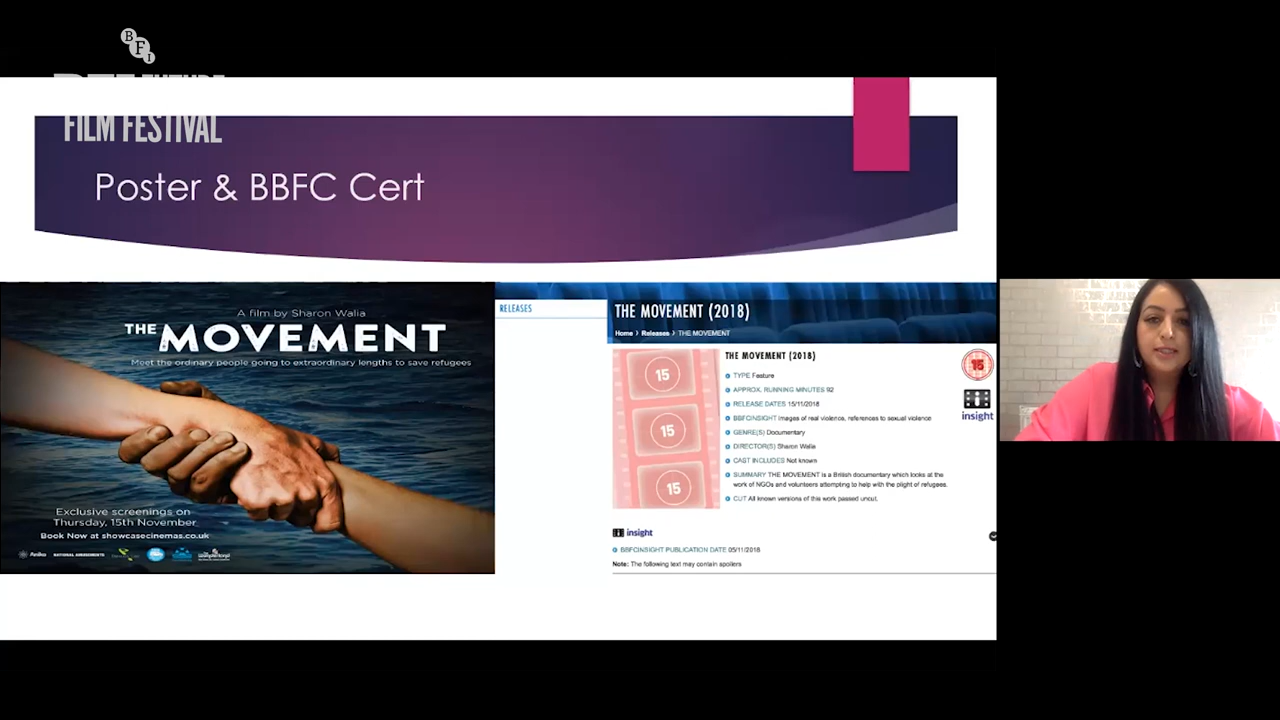 BFI
FUTURE
FILM FESTIVAL
Poster & BBFC Cert
A film by Sharon Walia
THE MOVEMENT
Meet the ordinary people going to extraordinary lengths to save refugees
Exclusive screenings on
Thursday, 15th November
Book Now at showcasecinemas.co.uk
RELEASES
THE MOVEMENT (2018)
Home > Releases > THE MOVEMENT
15
15
15
THE MOVEMENT (2018)
TYPE Feature
APPROX. RUNNING MINUTES 92
RELEASE DATES 15/11/2018
BBFCINSIGHT Images of real violence, references to sexual violence
GENRE(S) Documentary
DIRECTOR(S) Sharon Walia
CAST INCLUDES Not known
SUMMARY THE MOVEMENT is a British documentary which looks at the
work of NGOs and volunteers attempting to help with the plight of refugees.
CUT All known versions of this work passed uncut.
15
insight
insight
BBFCINSIGHT PUBLICATION DATE 05/11/2018
Note: The following text may contain spoilers